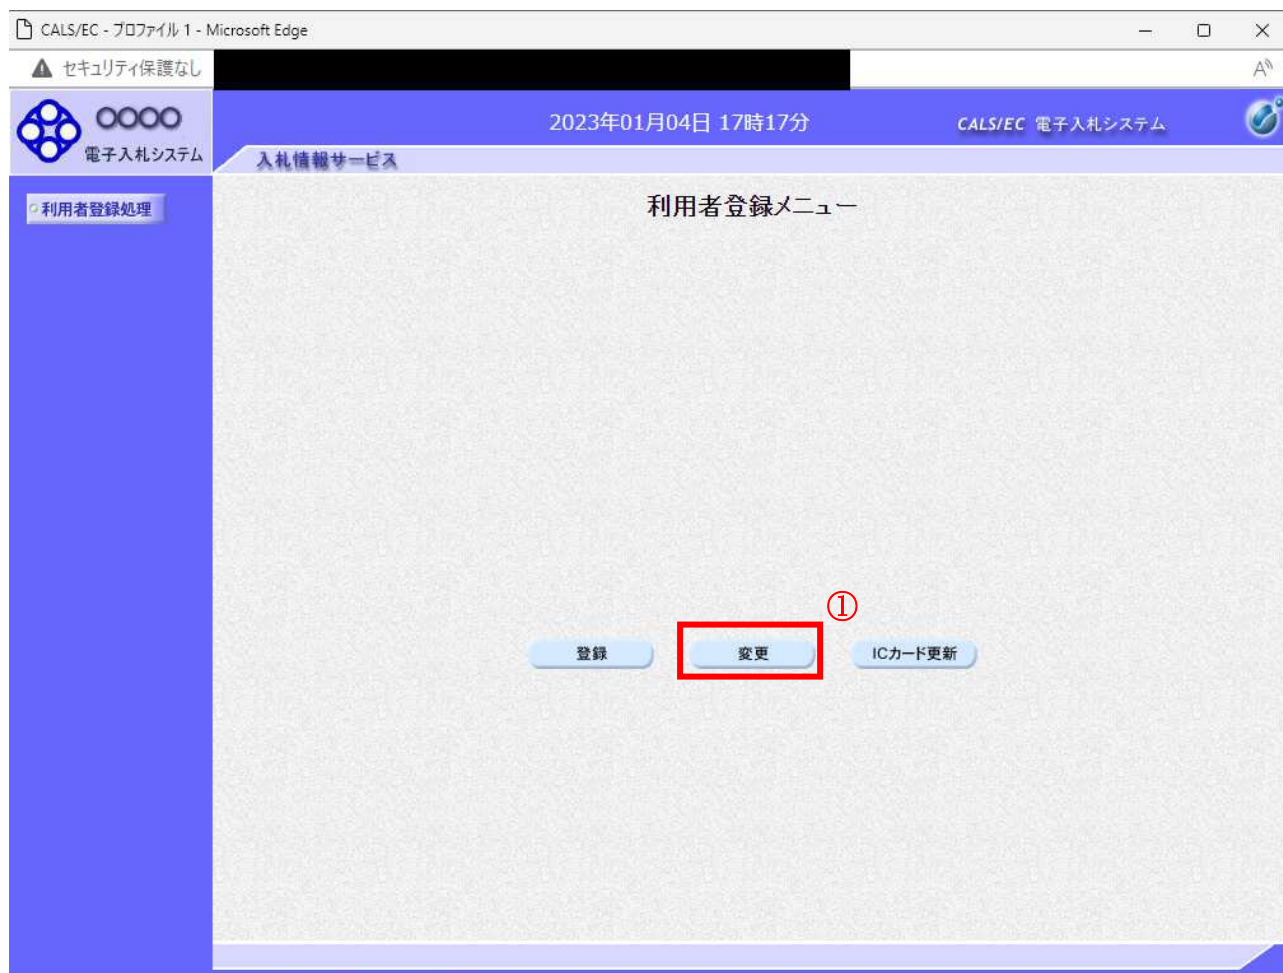 CALS/EC - プロファイル 1 - Microsoft Edge
セキュリティ保護なし
A
○○○○
電子入札システム
2023年01月04日 17時17分
CALS/EC 電子入札システム
入札情報サービス
利用者登録処理
利用者登録メニュー
①
登録
変更
ICカード更新